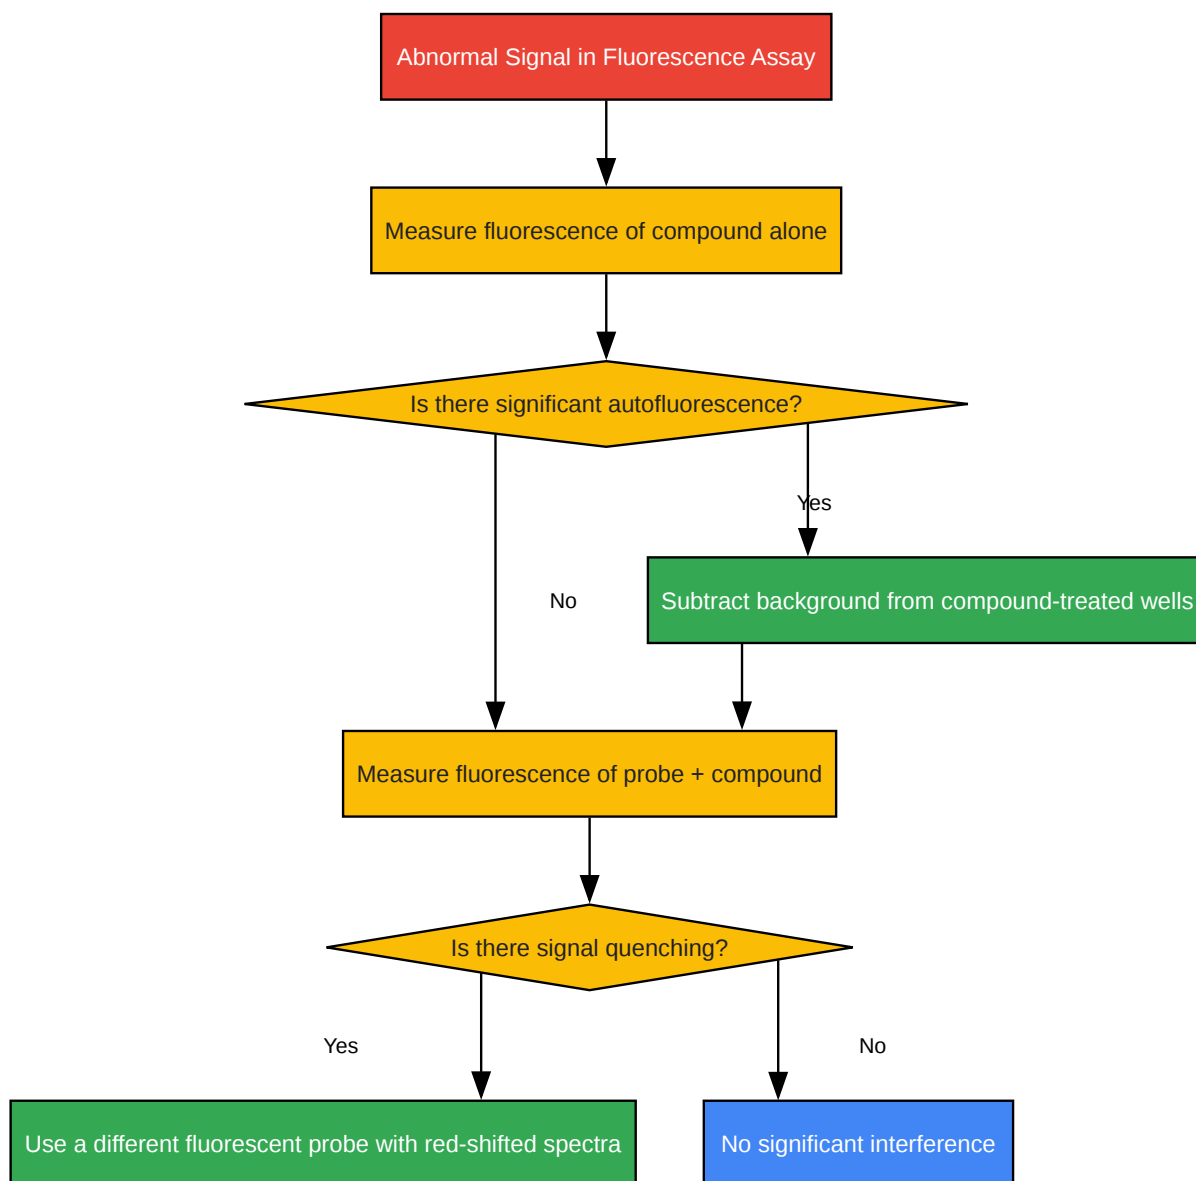 Abnormal Signal in Fluorescence Assay
Measure fluorescence of compound alone
Is there significant autofluorescence?
Yes
No
Subtract background from compound-treated wells
Measure fluorescence of probe + compound
Is there signal quenching?
Yes
No
Use a different fluorescent probe with red-shifted spectra
No significant interference